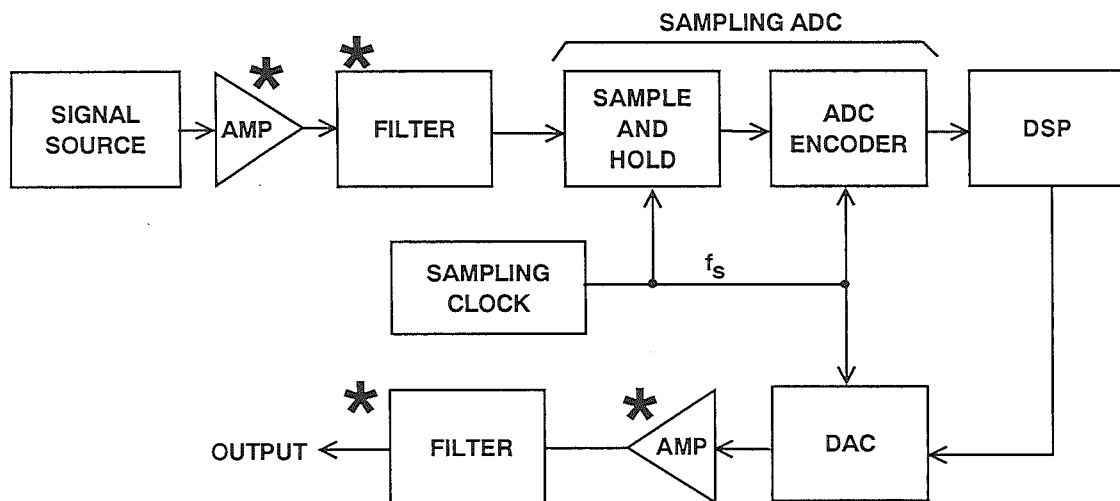 SAMPLING ADC
SIGNAL
SOURCE
AMP
*
*
FILTER
SAMPLE
AND
HOLD
ADC
ENCODER
DSP
SAMPLING
CLOCK
fs
*
*
OUTPUT
FILTER
AMP
DAC